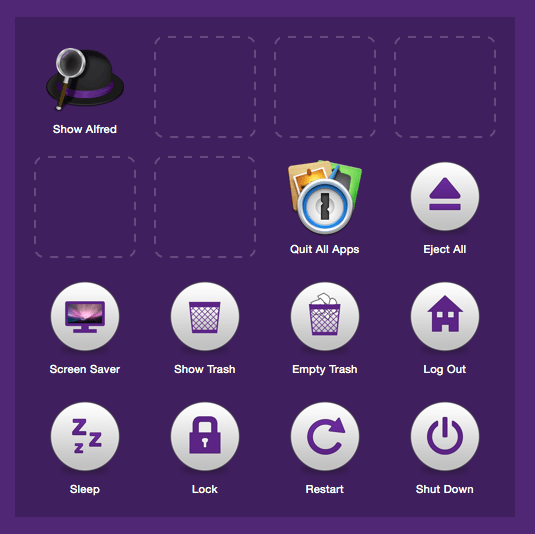 Show Alfred
Quit All Apps
Eject All
Screen Saver
Show Trash
Empty Trash
Log Out
Sleep
Lock
Restart
Shut Down